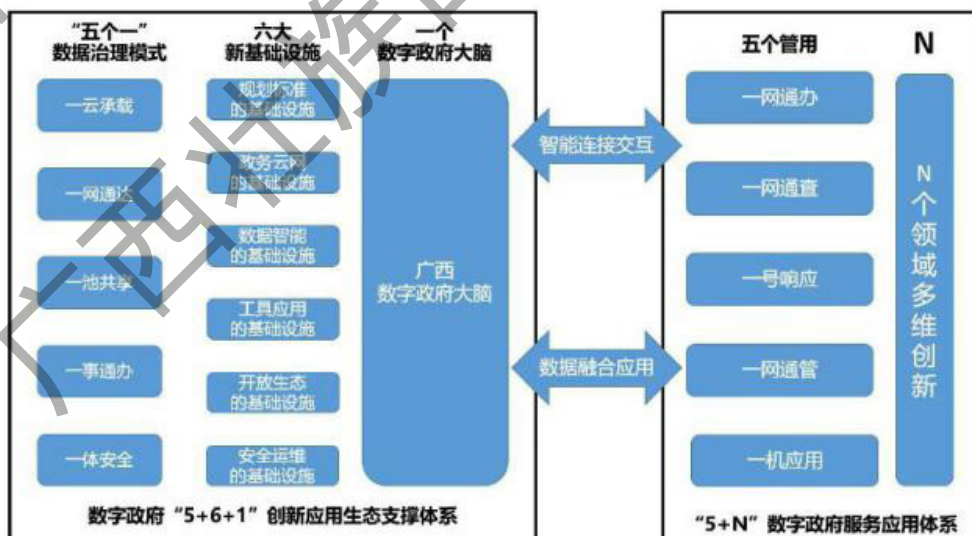 “五个一”
数据治理模式
一云承载
一网通达
一池共享
一事通办
一体安全
六大
新基础设施
规划标准
的基础设施
政务云网
的基础设施
数据智能
的基础设施
工具应用
的基础设施
开放生态
的基础设施
安全运维
的基础设施
一个
数字政府大脑
广西
数字政府大脑
数字政府“5+6+1”创新应用生态支撑体系
智能连接交互
数据融合应用
五个管用
一网通办
一网通查
一号响应
一网通管
一机应用
N
N个领域多维创新
“5+N”数字政府服务应用体系
广西壮族自